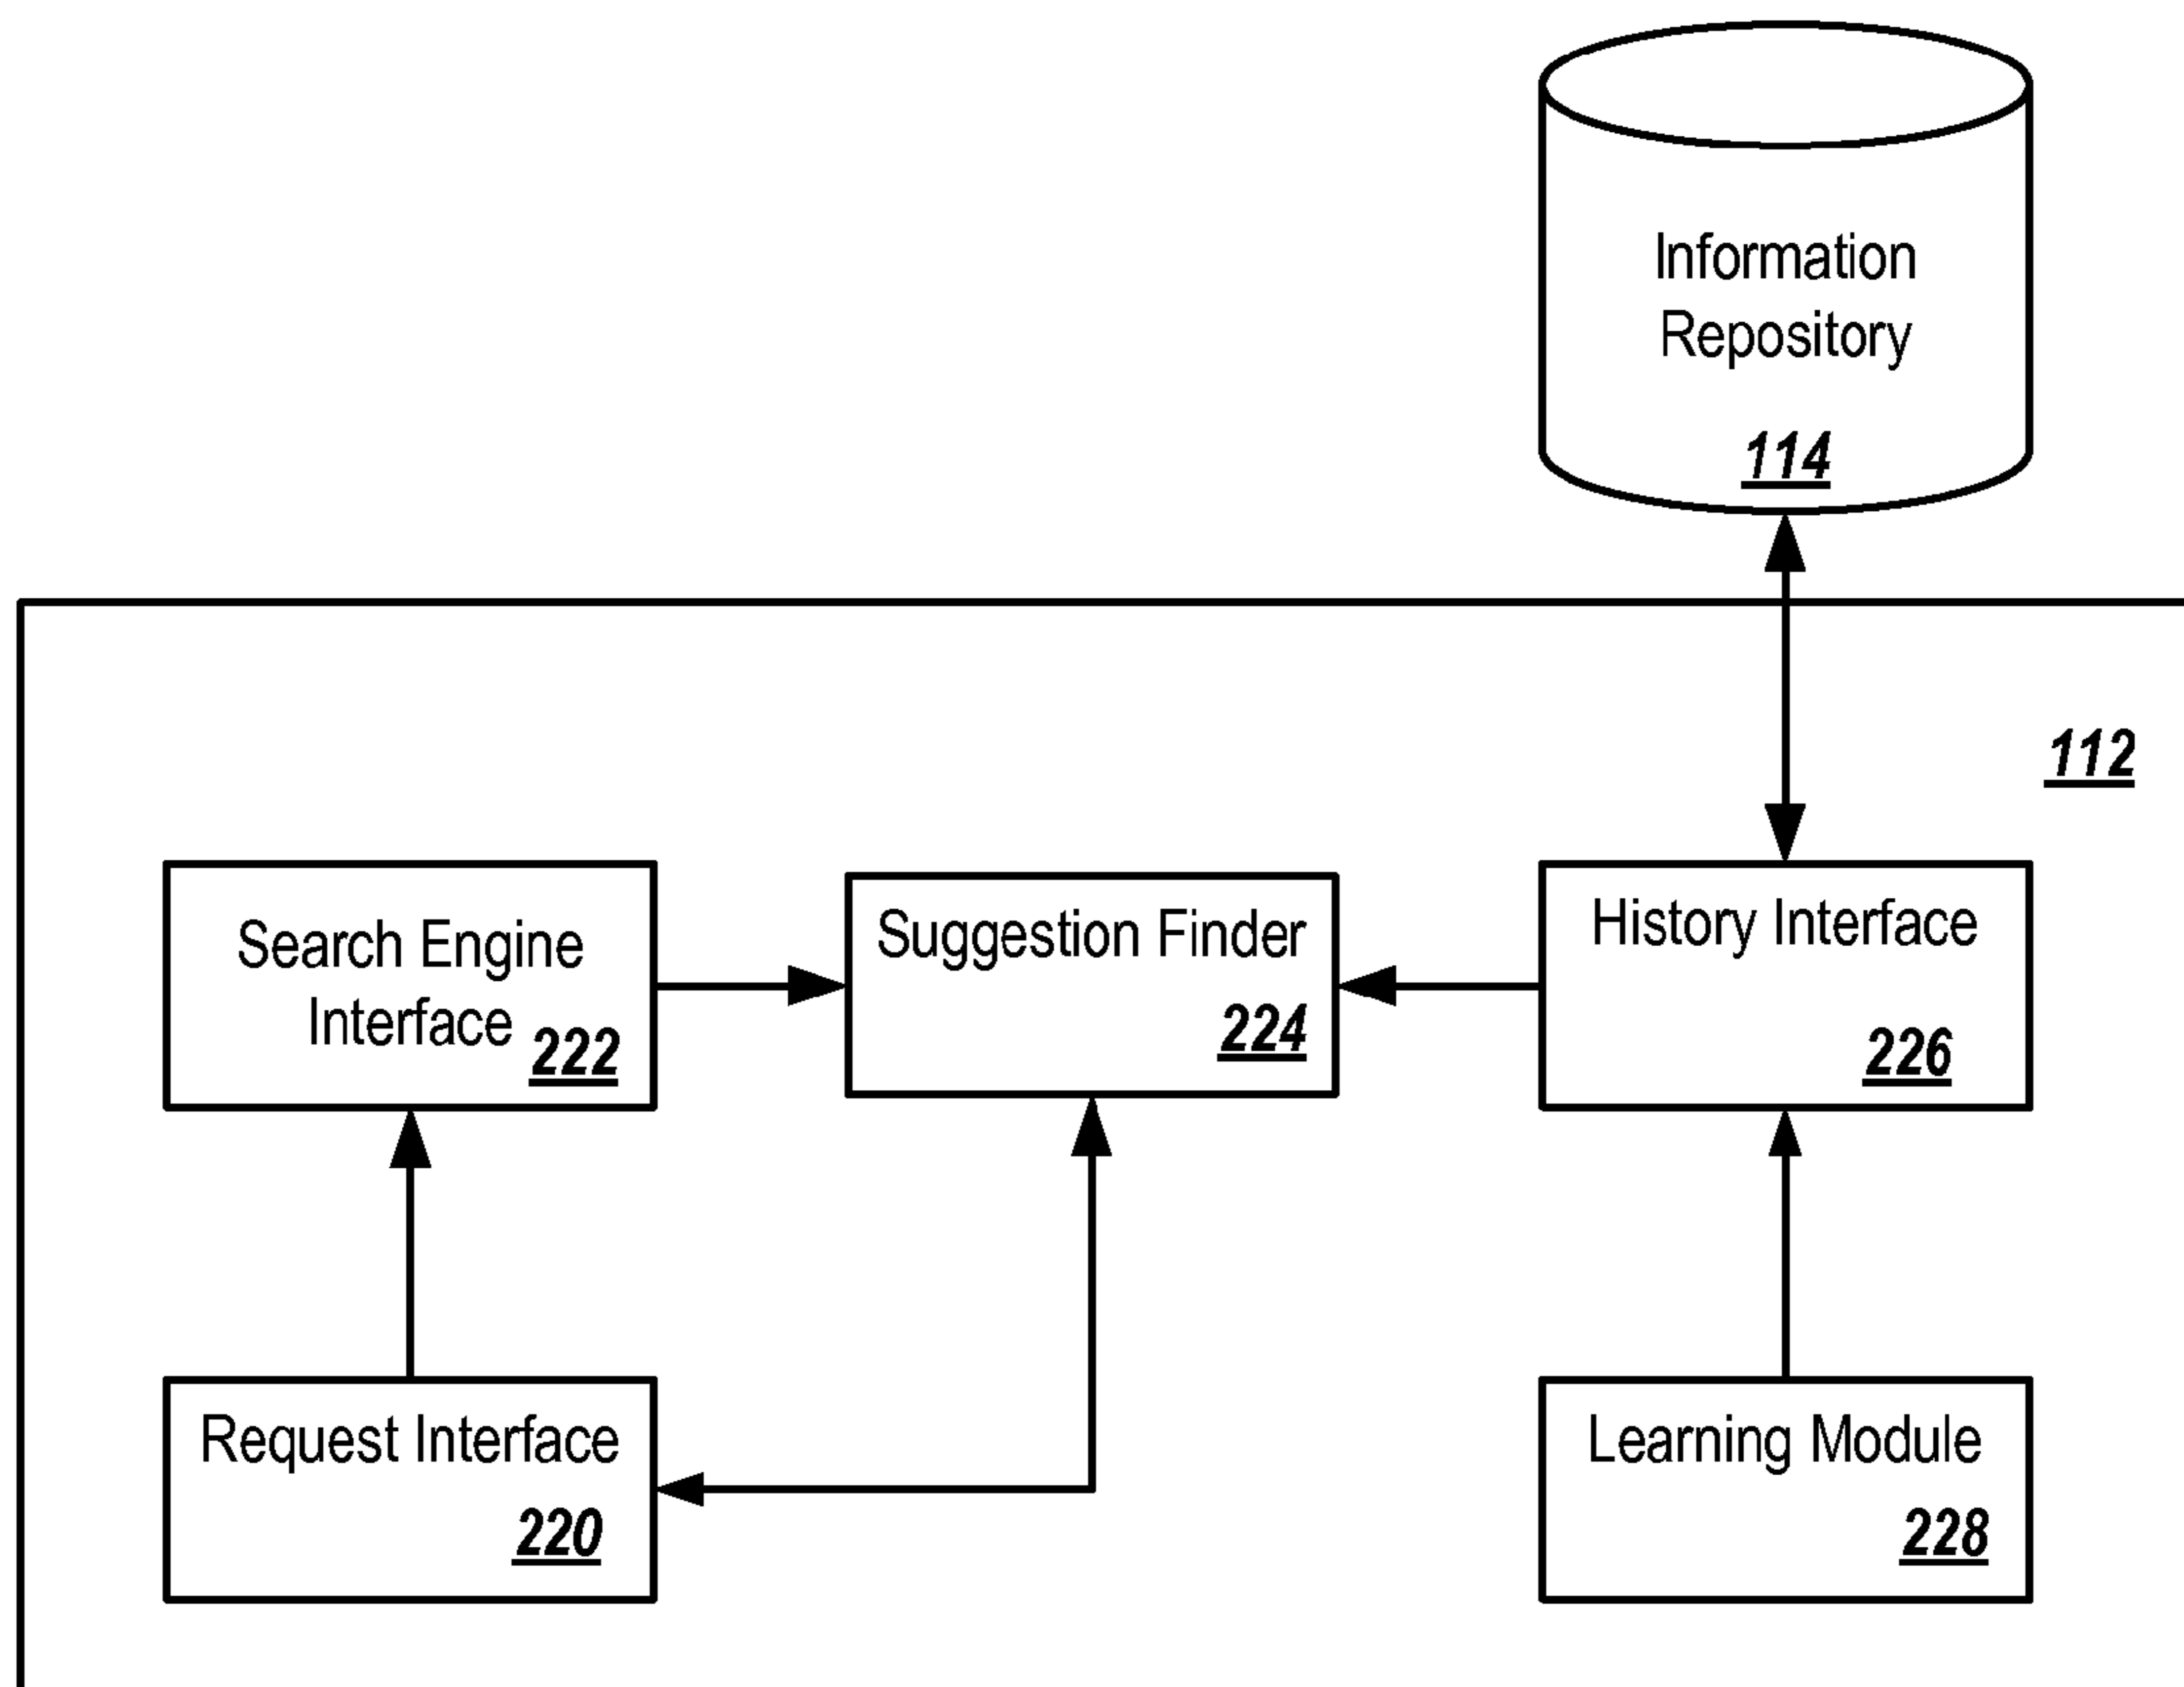 Information
Repository
114
112
Search Engine
Interface 222
Suggestion Finder
224
History Interface
226
Request Interface
220
Learning Module
228